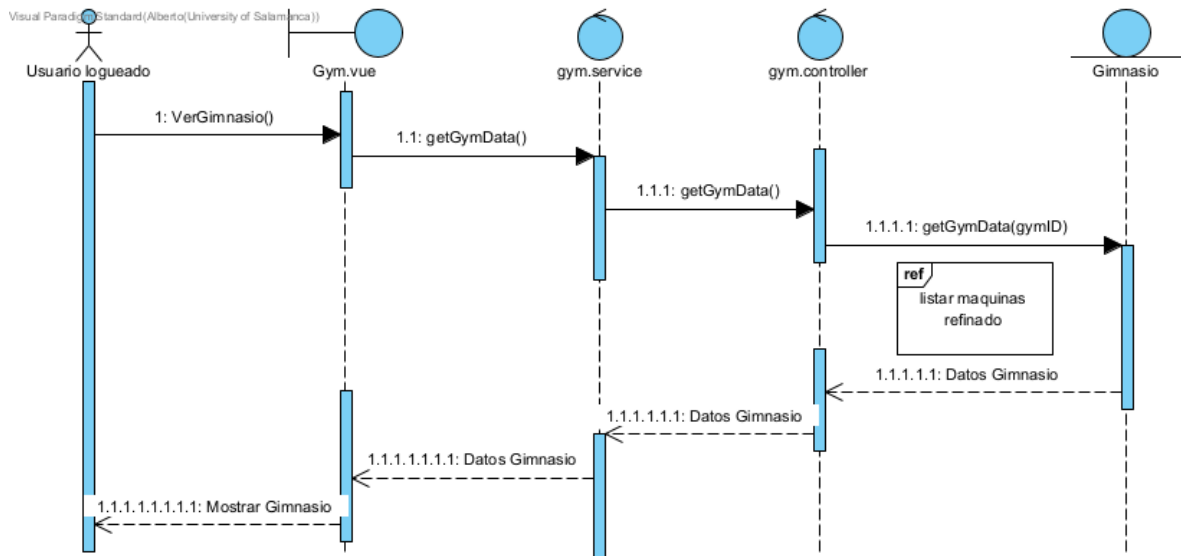 Visual Paradigm Standard(Alberto(University of Salamanca))
Usuario logueado
Gym.vue
gym.service
gym.controller
Gimnasio
1: VerGimnasio()
1.1: getGymData()
1.1.1: getGymData()
1.1.1.1: getGymData(gymID)
ref
listar maquinas
refinado
1.1.1.1.1: Datos Gimnasio
1.1.1.1.1.1: Datos Gimnasio
1.1.1.1.1.1.1: Datos Gimnasio
1.1.1.1.1.1.1.1: Mostrar Gimnasio